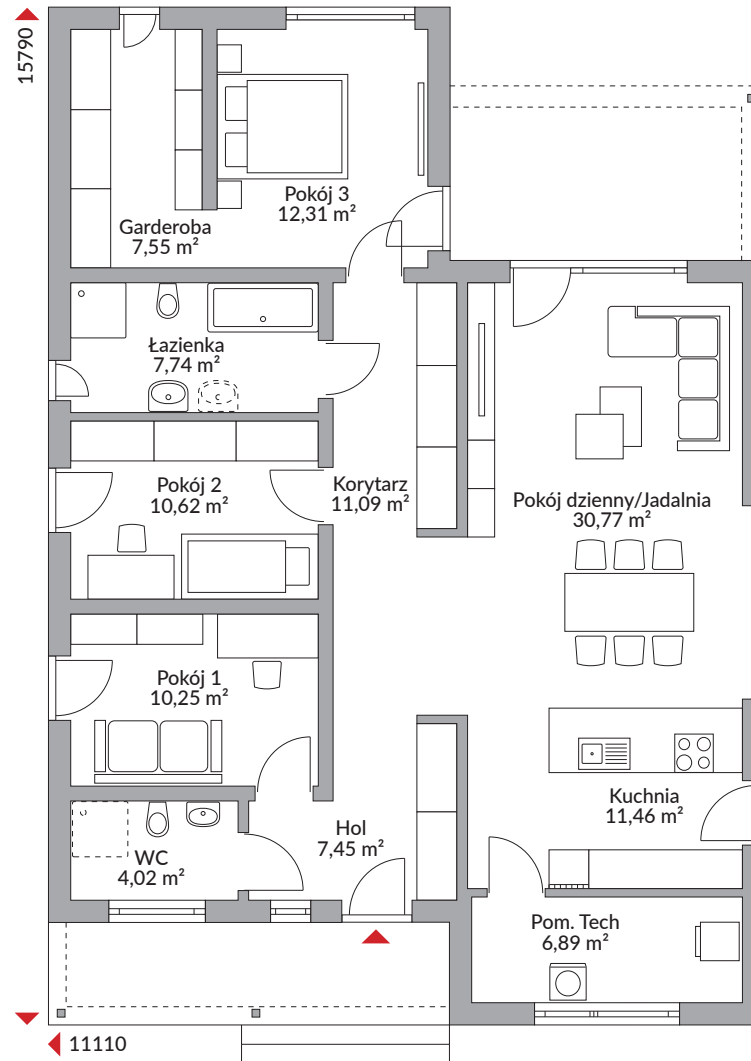 15790
Pokój 3
12,31 m²
Garderoba
7,55 m²
Łazienka
7,74 m²
Pokój 2
10,62 m²
Korytarz
11,09 m²
Pokój dzienny/Jadalnia
30,77 m²
Pokój 1
10,25 m²
Kuchnia
11,46 m²
Hol
7,45 m²
WC
4,02 m²
Pom. Tech
6,89 m²
11110